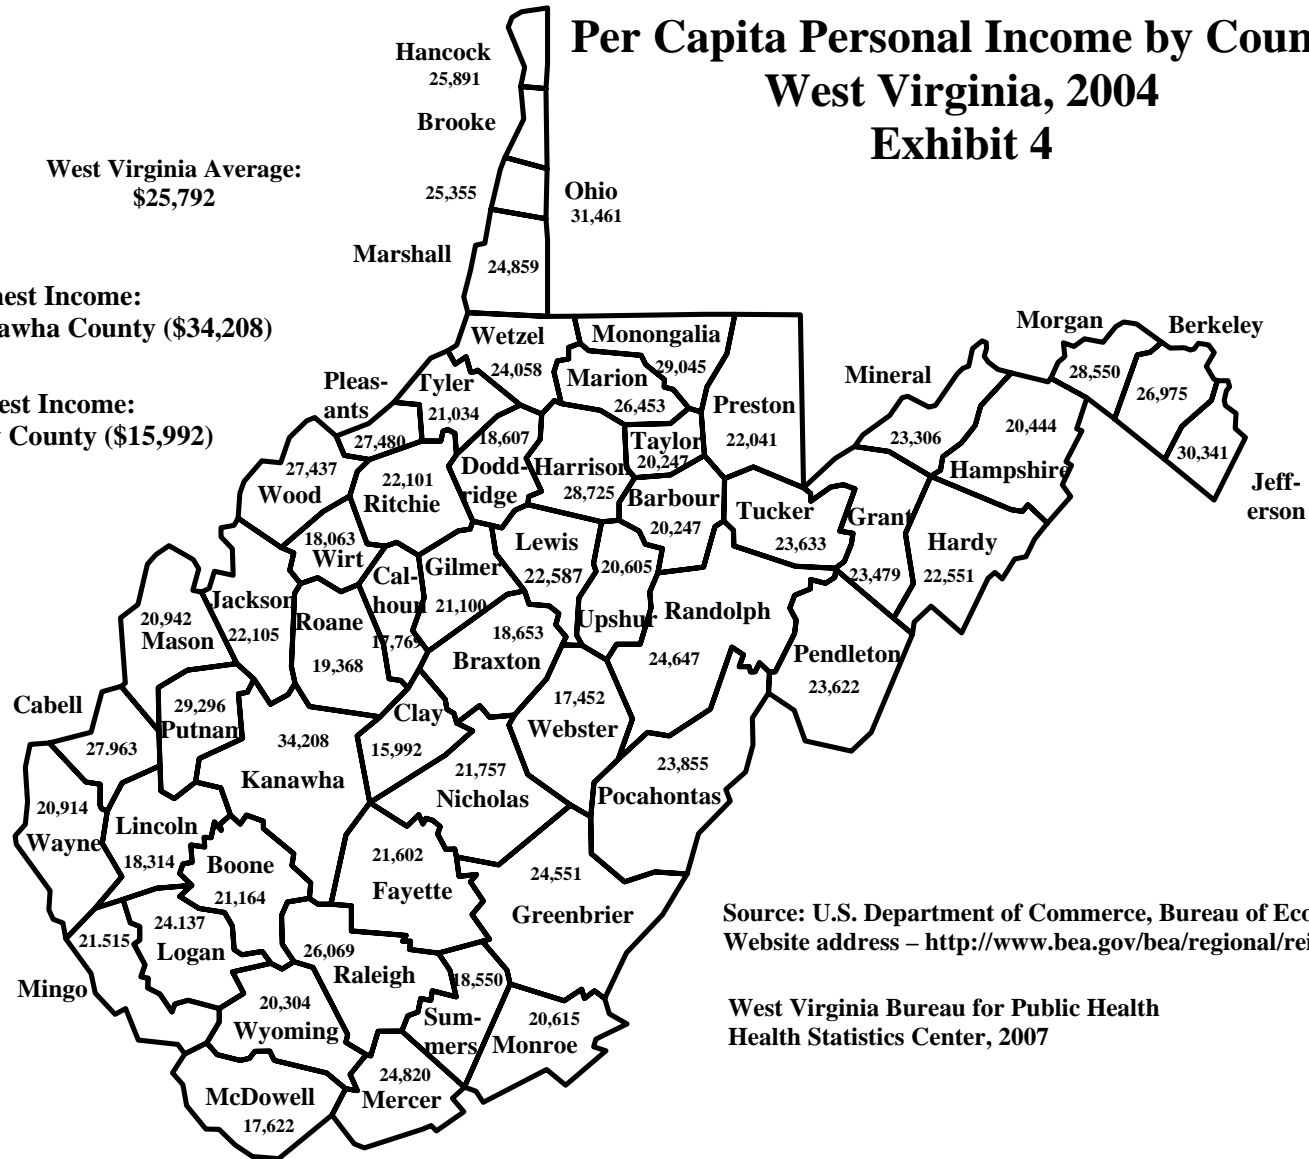 Per Capita Personal Income by Coun
West Virginia, 2004
Exhibit 4
Hancock
25,891
Brooke
West Virginia Average:
$25,792
25,355
Ohio
31,461
Marshall
24,859
nest Income:
awha County ($34,208)
est Income:
y County ($15,992)
Wetzel
24,058
Monongalia
29,045
Marion
26,453
Preston
22,041
Morgan
28,550
Berkeley
26,975
Mineral
23,306
20,444
Hampshire
30,341
Jeff-
erson
Pleas-
ants
27,480
Tyler
21,034
18,607
Dodd-
ridge
Harrison
28,725
Taylor
20,247
Barbour
20,247
Tucker
23,633
Grant
23,479
Hardy
22,551
27,437
Wood
22,101
Ritchie
18,063
Wirt
Cal-
houn
17,769
Gilmer
21,100
Lewis
22,587
20,605
Upshur
Randolph
24,647
Pendleton
23,622
20,942
Mason
Jackson
22,105
Roane
19,368
18,653
Braxton
17,452
Webster
23,855
Pocahontas
Cabell
27.963
29,296
Putnam
34,208
Kanawha
Clay
15,992
21,757
Nicholas
20,914
Wayne
Lincoln
18,314
Boone
21,164
21,602
Fayette
24,551
Greenbrier
24.137
Logan
21.515
Mingo
26,069
Raleigh
18,550
Sum-
mers
20,615
Monroe
20,304
Wyoming
24,820
Mercer
McDowell
17,622
Source: U.S. Department of Commerce, Bureau of Eco
Website address – http://www.bea.gov/bea/regional/rei
West Virginia Bureau for Public Health
Health Statistics Center, 2007